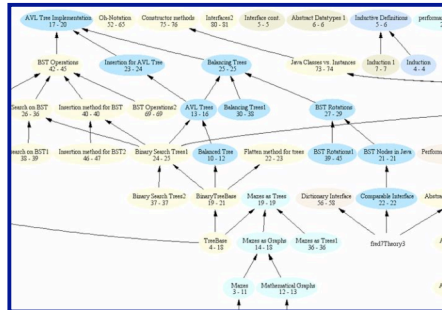 AVL Tree Implementation
17 - 20
Oh-Notation
52 - 65
Constructor methods
75 - 76
Interfaces2
80 - 81
Interface cont.
5 - 5
Abstract Datatypes 1
6 - 6
Inductive Definitions
5 - 6
performa
BST Operations
42 - 45
Insertion for AVL Tree
23 - 24
Balancing Trees
25 - 25
Java Classes vs. Instances
73 - 74
Induction 1
7 - 7
Induction
4 - 4
Search on BST
26 - 36
Insertion method for BST
40 - 40
BST Operations2
69 - 69
AVL Trees
13 - 16
Balancing Trees1
30 - 38
BST Rotations
27 - 29
earch on BST1
38 - 39
Insertion method for BST2
46 - 47
Binary Search Trees1
24 - 25
Balanced Tree
10 - 12
Flatten method for trees
22 - 23
BST Rotations1
39 - 45
BST Nodes in Java
21 - 21
Perform
Binary Search Trees2
37 - 37
BinaryTreeBase
19 - 21
Mazes as Trees
19 - 19
Dictionary Interface
56 - 58
Comparable Interface
22 - 22
Abstra
TreeBase
4 - 18
Mazes as Graphs
14 - 18
Mazes as Trees1
36 - 36
fred7Theory3
Mazes
3 - 11
Mathematical Graphs
12 - 13